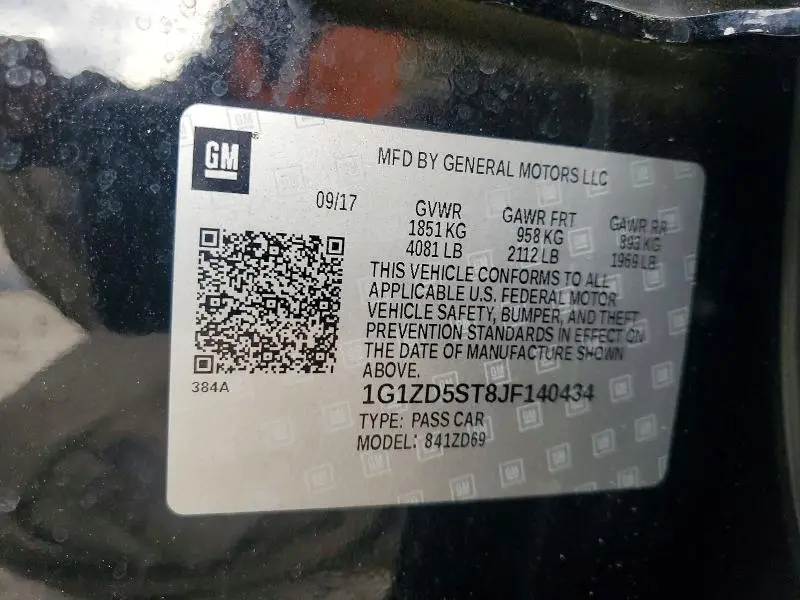 GM
MFD BY GENERAL MOTORS LLC
09/17
GVWR
1851 KG
4081 LB
GAWR FRT
958 KG
2112 LB
GAWR RR
893 KG
1969 LB
THIS VEHICLE CONFORMS TO ALL
APPLICABLE U.S. FEDERAL MOTOR
VEHICLE SAFETY, BUMPER, AND THEFT
PREVENTION STANDARDS IN EFFECT ON
THE DATE OF MANUFACTURE SHOWN
ABOVE.
384A
1G1ZD5ST8JF140434
TYPE: PASS CAR
MODEL: 841ZD69